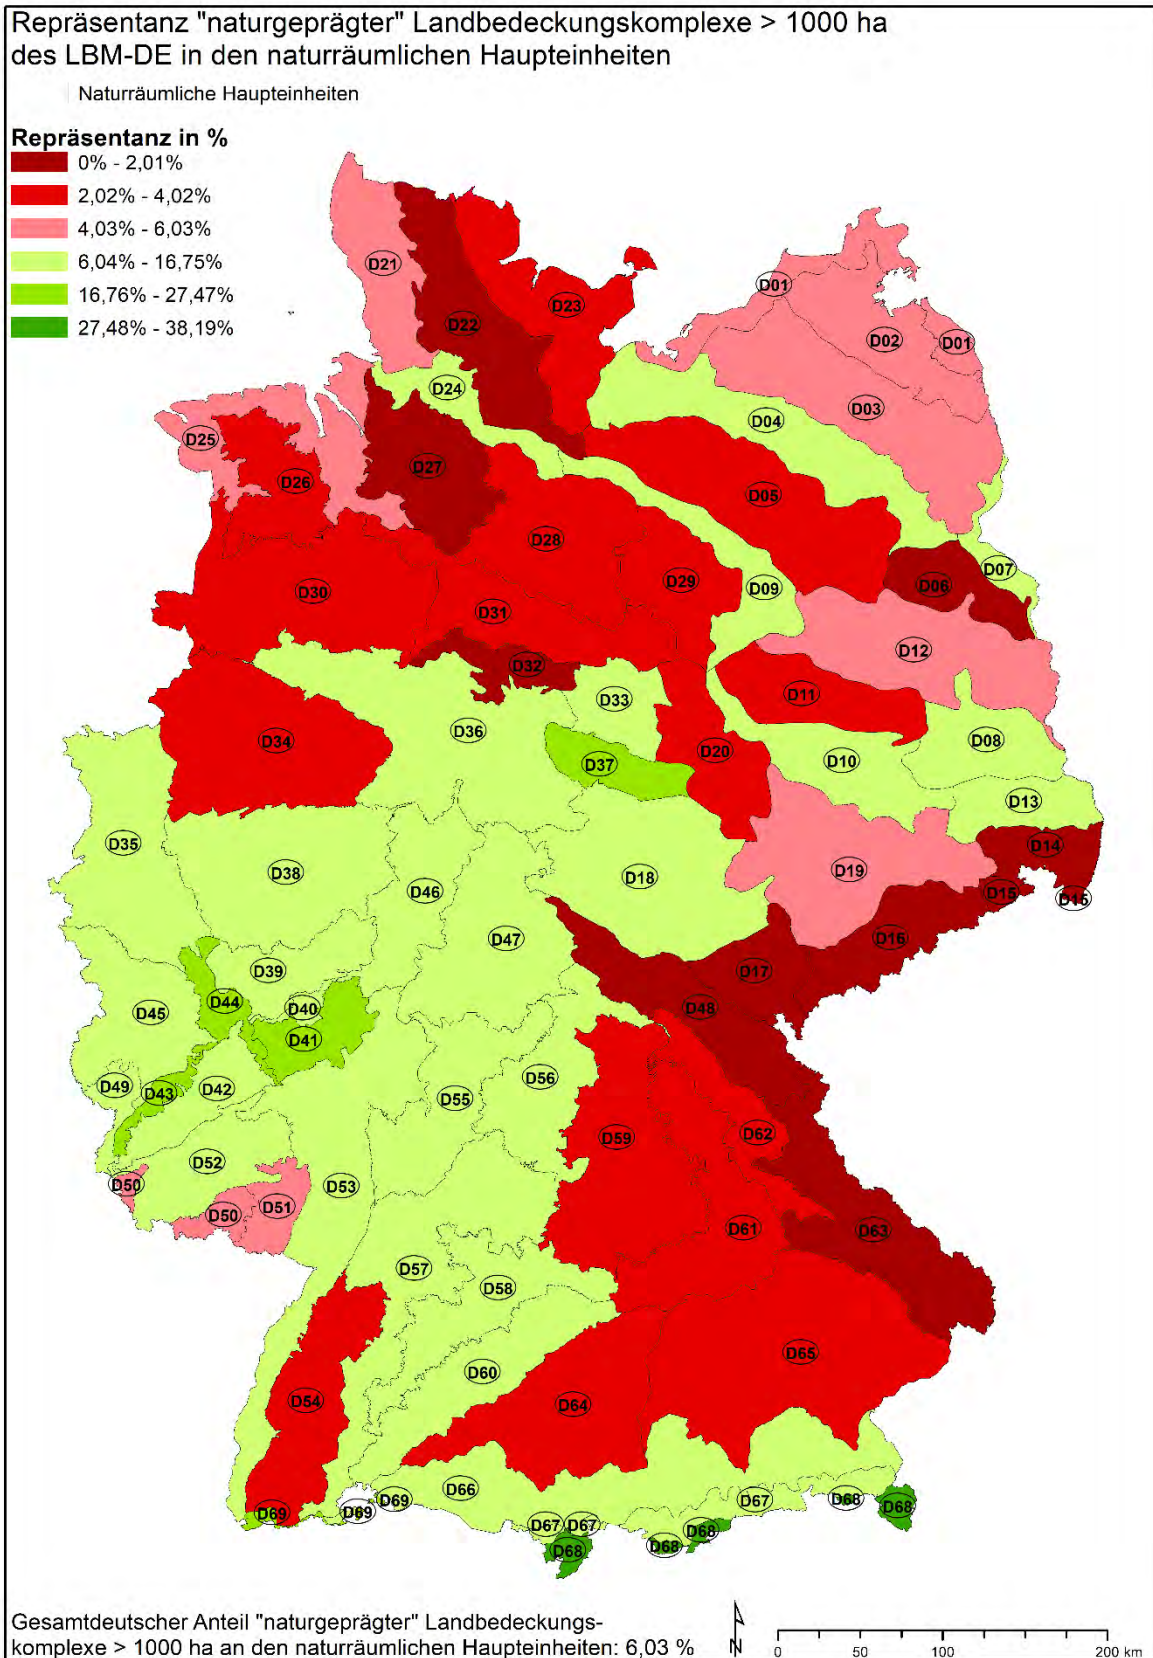 Repräsentanz "naturgeprägter" Landbedeckungskomplexe > 1000 ha
des LBM-DE in den naturräumlichen Haupteinheiten
Naturräumliche Haupteinheiten
Repräsentanz in %
0% - 2,01%
2,02% - 4,02%
4,03% - 6,03%
6,04% - 16,75%
16,76% - 27,47%
27,48% - 38,19%
D21
D01
D23
D22
D02
D01
D24
D03
D04
D25
D27
D26
D05
D28
D07
D29
D06
D09
D30
D31
D12
D32
D11
D33
D36
D34
D20
D08
D37
D10
D13
D35
D14
D38
D19
D18
D46
D15
D15
D47
D16
D39
D17
D44
D40
D48
D45
D41
D56
D49
D42
D43
D55
D62
D59
D52
D50
D53
D51
D50
D61
D63
D57
D58
D65
D60
D54
D64
D66
D69
D67
D68
D68
D69
D69
D67
D67
D68
D68
D68
Gesamtdeutscher Anteil "naturgeprägter" Landbedeckungs-
komplexe > 1000 ha an den naturräumlichen Haupteinheiten: 6,03 %
N
0 50 100 200 km